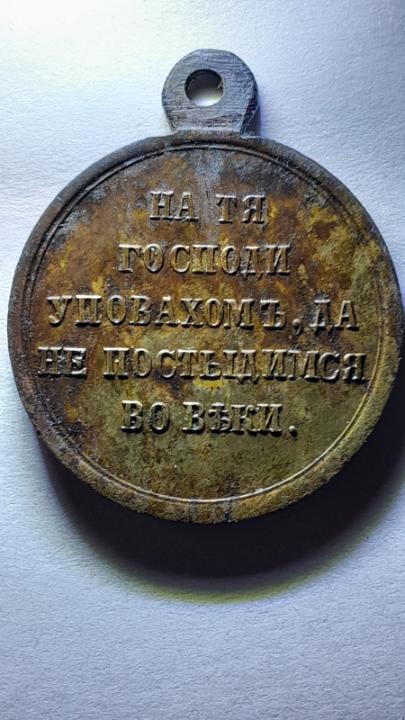 НА ТЯ
ГОСПОДИ
УПОВАХОМЪ, ДА
НЕ ПОСТЫДИМСЯ
ВО ВѢКИ.